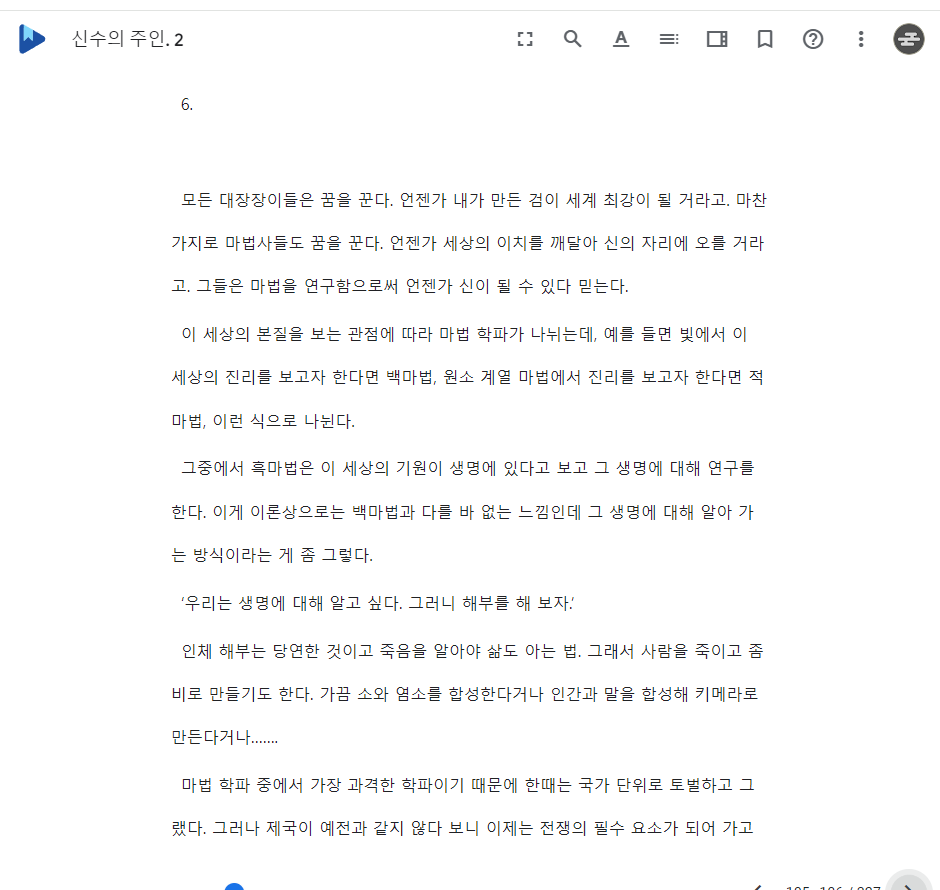 신수의 주인. 2
6.
모든 대장장이들은 꿈을 꾼다. 언젠가 내가 만든 검이 세계 최강이 될 거라고. 마찬
가지로 마법사들도 꿈을 꾼다. 언젠가 세상의 이치를 깨달아 신의 자리에 오를 거라
고. 그들은 마법을 연구함으로써 언젠가 신이 될 수 있다 믿는다.
이 세상의 본질을 보는 관점에 따라 마법 학파가 나뉘는데, 예를 들면 빛에서 이
세상의 진리를 보고자 한다면 백마법, 원소 계열 마법에서 진리를 보고자 한다면 적
마법, 이런 식으로 나뉜다.
그중에서 흑마법은 이 세상의 기원이 생명에 있다고 보고 그 생명에 대해 연구를
한다. 이게 이론상으로는 백마법과 다를 바 없는 느낌인데 그 생명에 대해 알아 가
는 방식이라는 게 좀 그렇다.
‘우리는 생명에 대해 알고 싶다. 그러니 해부를 해 보자.’
인체 해부는 당연한 것이고 죽음을 알아야 삶도 아는 법. 그래서 사람을 죽이고 좀
비로 만들기도 한다. 가끔 소와 염소를 합성한다거나 인간과 말을 합성해 키메라로
만든다거나…….
마법 학파 중에서 가장 과격한 학파이기 때문에 한때는 국가 단위로 토벌하고 그
랬다. 그러나 제국이 예전과 같지 않다 보니 이제는 전쟁의 필수 요소가 되어 가고